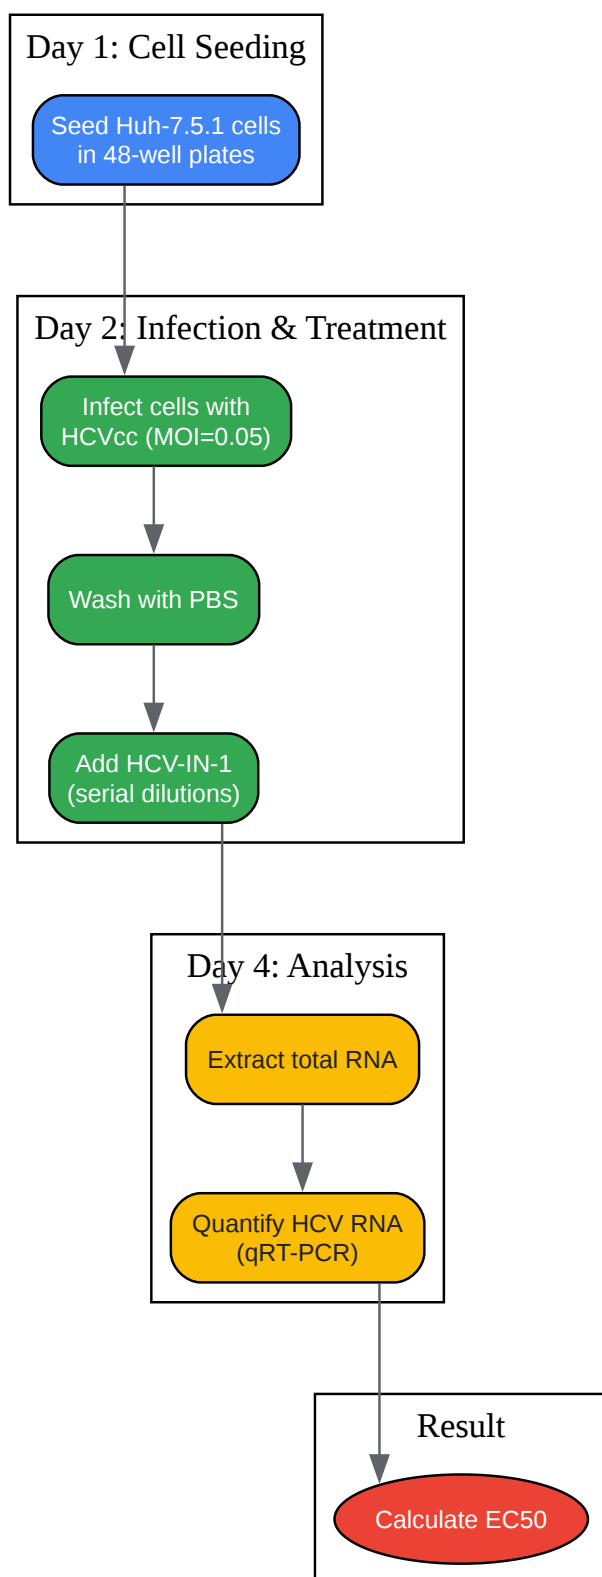 Day 1: Cell Seeding
Seed Huh-7.5.1 cells
in 48-well plates
Day 2: Infection & Treatment
Infect cells with
HCVcc (MOI=0.05)
Wash with PBS
Add HCV-IN-1
(serial dilutions)
Day 4: Analysis
Extract total RNA
Quantify HCV RNA
(qRT-PCR)
Result
Calculate EC50